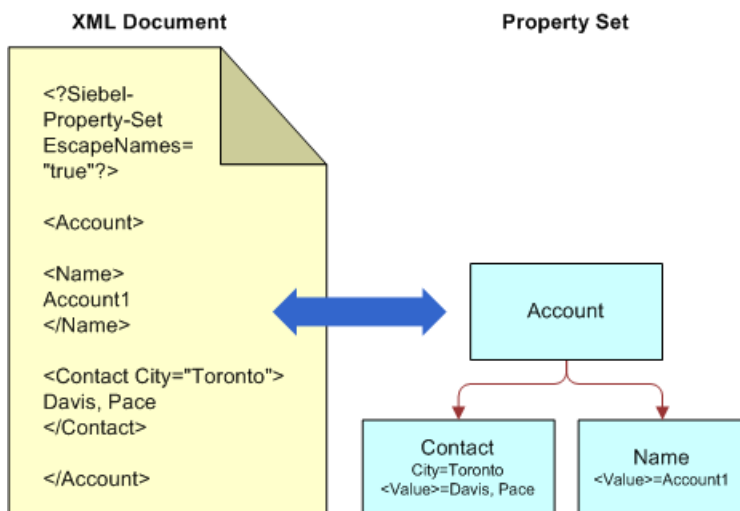 XML Document
Property Set
<?Siebel-
Property-Set
EscapeNames=
"true"?>
<Account>
<Name>
Account1
</Name>
<Contact City="Toronto">
Davis, Pace
</Contact>
</Account>
Account
Contact
City=Toronto
<Value>=Davis, Pace
Name
<Value>=Account1